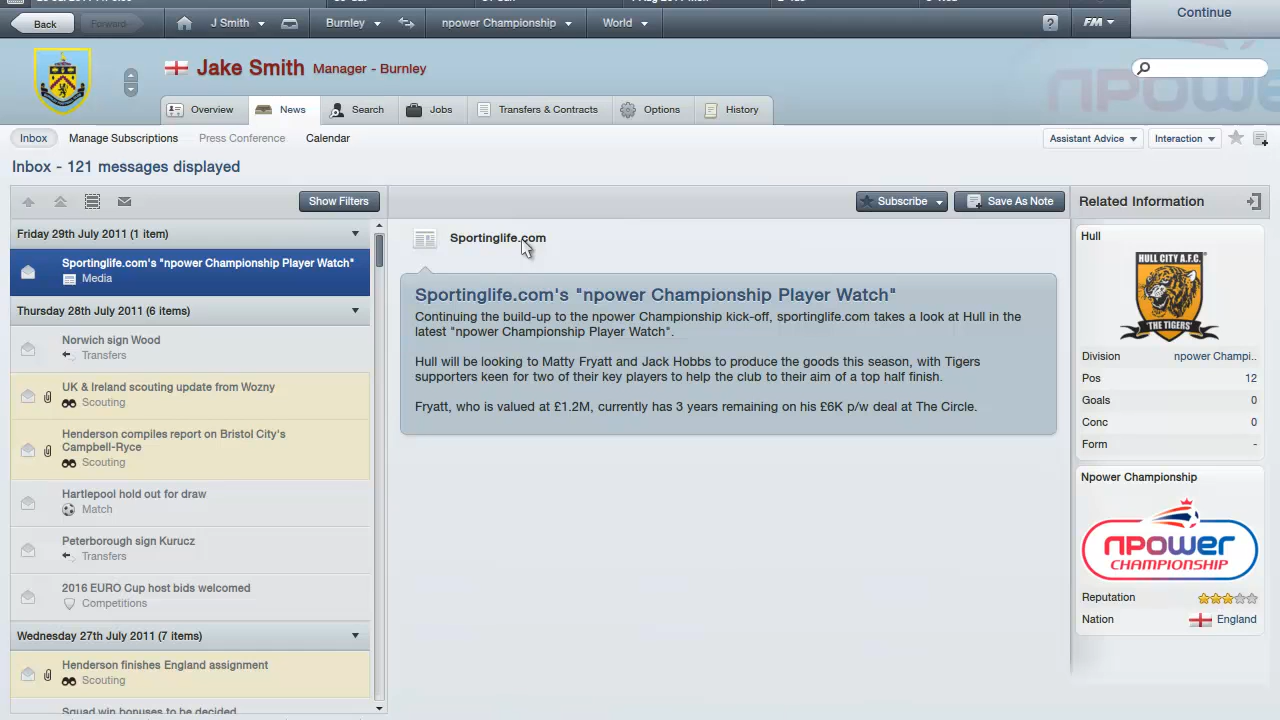 Back
Forward
J Smith
Burnley
npower Championship
World
?
FM
Continue
Jake Smith Manager - Burnley
Overview
News
Search
Jobs
Transfers & Contracts
Options
History
Inbox
Manage Subscriptions
Press Conference
Calendar
Assistant Advice
Interaction
Inbox - 121 messages displayed
Show Filters
Friday 29th July 2011 (1 item)
Sportinglife.com's "npower Championship Player Watch"
Media
Thursday 28th July 2011 (6 items)
Norwich sign Wood
Transfers
UK & Ireland scouting update from Wozny
Scouting
Henderson compiles report on Bristol City's
Campbell-Ryce
Scouting
Hartlepool hold out for draw
Match
Peterborough sign Kurucz
Transfers
2016 EURO Cup host bids welcomed
Competitions
Wednesday 27th July 2011 (7 items)
Henderson finishes England assignment
Scouting
Squad win bonuses to be decided
Subscribe
Save As Note
Sportinglife.com
Sportinglife.com's "npower Championship Player Watch"
Continuing the build-up to the npower Championship kick-off, sportinglife.com takes a look at Hull in the
latest "npower Championship Player Watch".
Hull will be looking to Matty Fryatt and Jack Hobbs to produce the goods this season, with Tigers
supporters keen for two of their key players to help the club to their aim of a top half finish.
Fryatt, who is valued at £1.2M, currently has 3 years remaining on his £6K p/w deal at The Circle.
Related Information
Hull
HULL CITY A.F.C.
'THE TIGERS'
Division npower Champi..
Pos 12
Goals 0
Conc 0
Form -
Npower Championship
npower
CHAMPIONSHIP
Reputation
Nation England